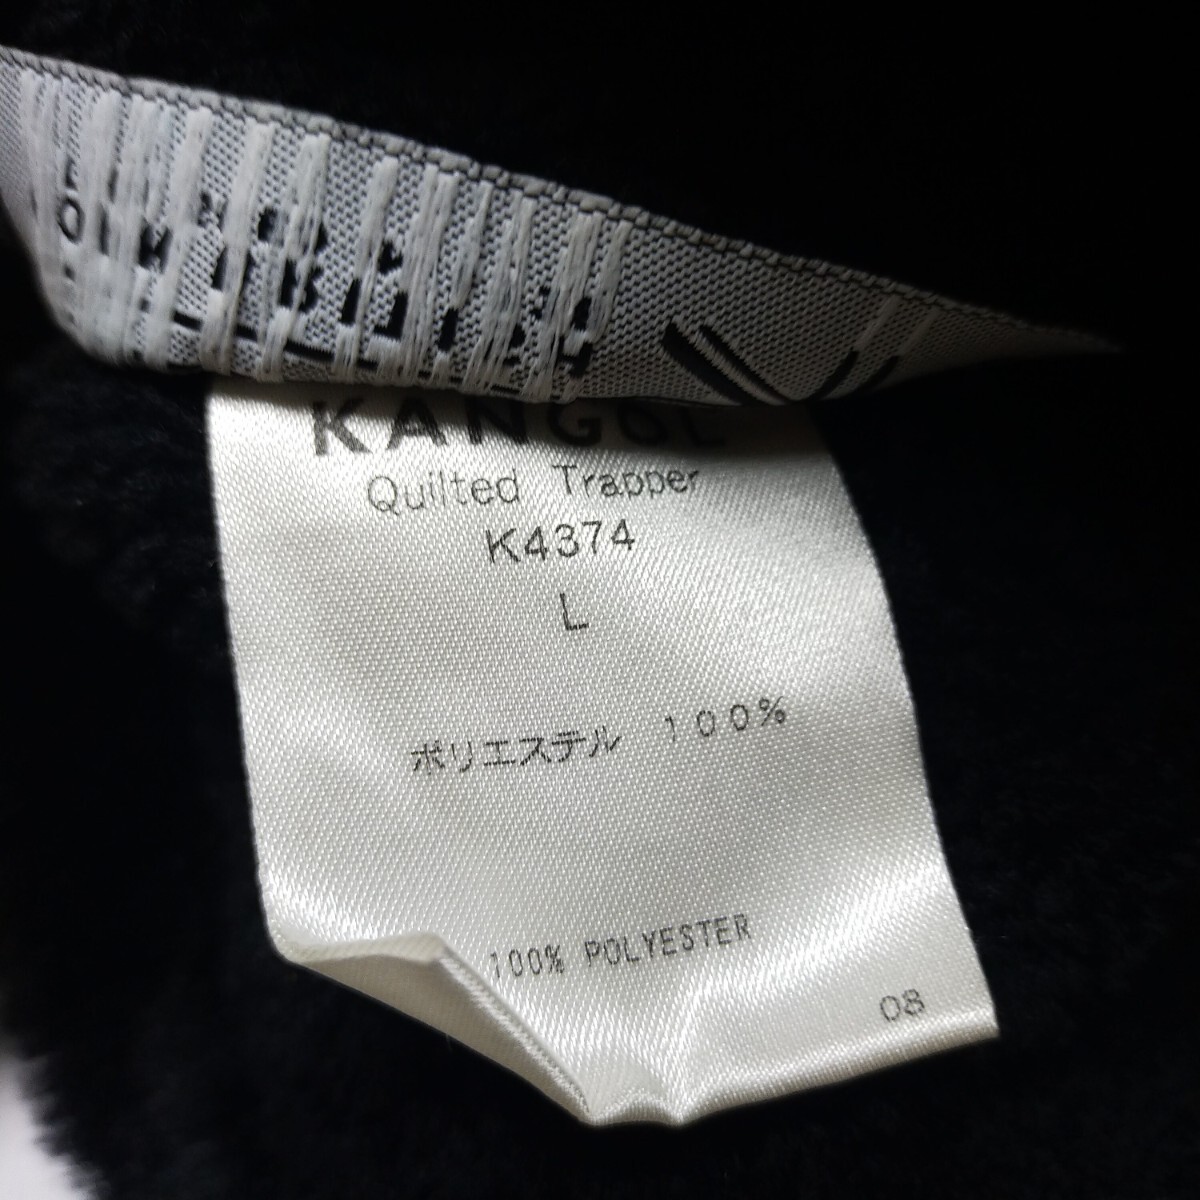 KANGOL
Quilted Trapper
K4374
L
ポリエステル 100%
100% POLYESTER
08